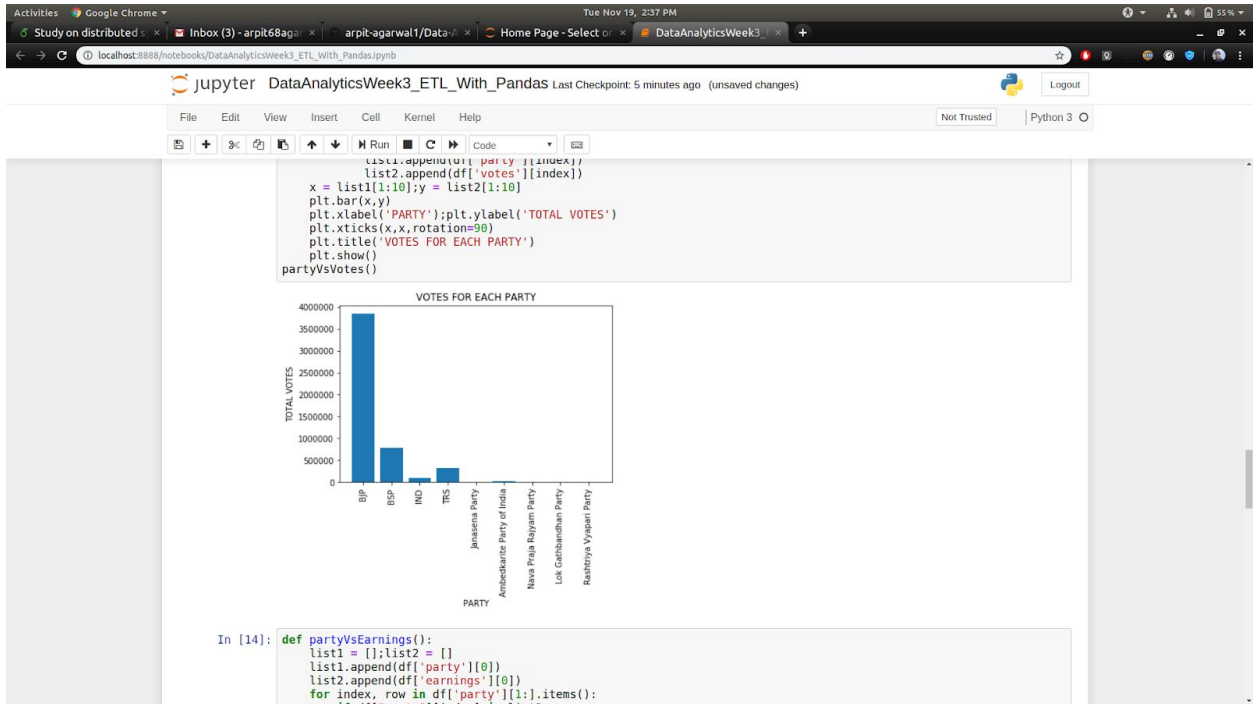 Activities Google Chrome Tue Nov 19, 2:37 PM 55%
Study on distributed s Inbox (3) - arpit68agar arpit-agarwal1/Data-A Home Page - Select or DataAnalyticsWeek3_
localhost:8888/notebooks/DataAnalyticsWeek3_ETL_With_Pandas.ipynb
jupyter DataAnalyticsWeek3_ETL_With_Pandas Last Checkpoint: 5 minutes ago (unsaved changes) Logout
File Edit View Insert Cell Kernel Help Not Trusted Python 3
Run Code
list1.append(df['party'][index])
list2.append(df['votes'][index])
x = list1[1:10];y = list2[1:10]
plt.bar(x,y)
plt.xlabel('PARTY');plt.ylabel('TOTAL VOTES')
plt.xticks(x,x,rotation=90)
plt.title('VOTES FOR EACH PARTY')
plt.show()
partyVsVotes()
VOTES FOR EACH PARTY
4000000
3500000
3000000
2500000
2000000
1500000
1000000
500000
0
TOTAL VOTES
BJP
BSP
IND
TRS
Janasena Party
Ambedkarite Party of India
Nava Praja Rajyam Party
Lok Gathbandhan Party
Rashtriya Vyapari Party
PARTY
In [14]: def partyVsEarnings():
list1 = [];list2 = []
list1.append(df['party'][0])
list2.append(df['earnings'][0])
for index, row in df['party'][1:].items():